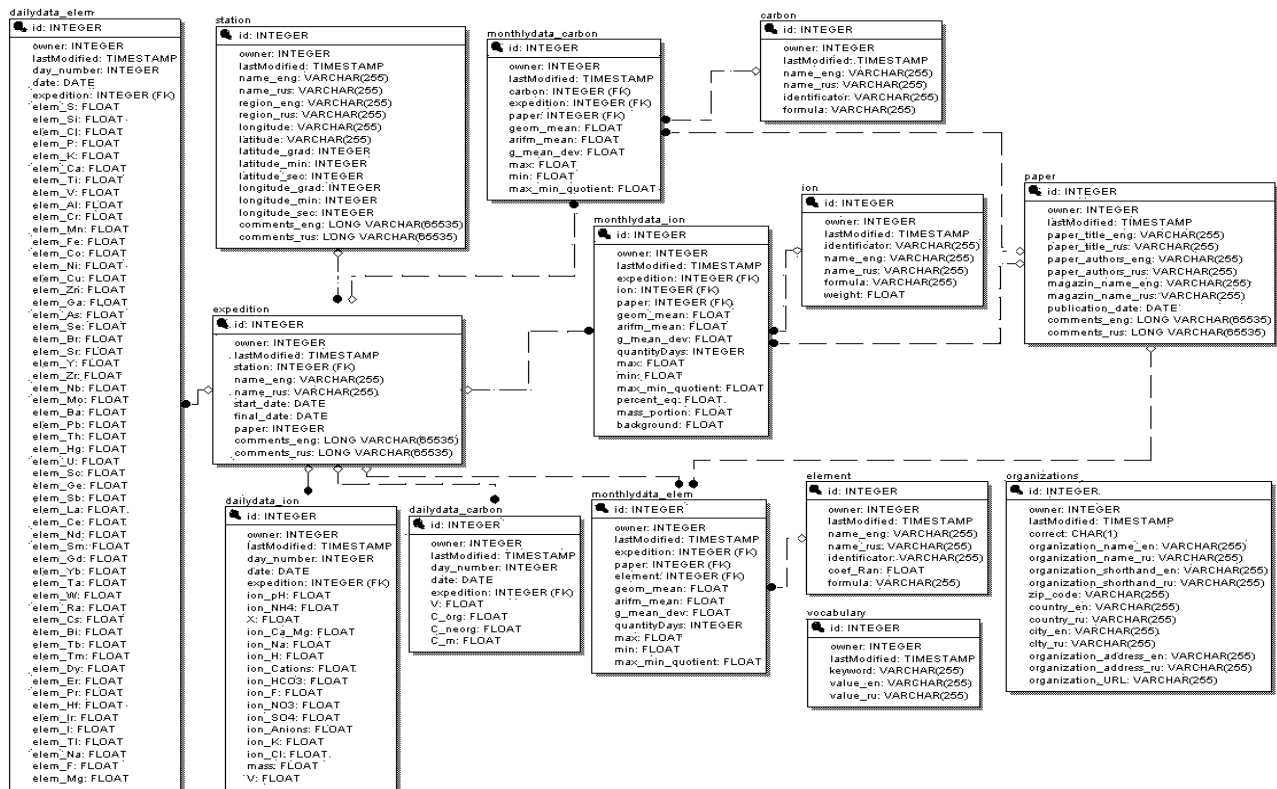 dailydata_elem
id: INTEGER
owner: INTEGER
lastModified: TIMESTAMP
day_number: INTEGER
date: DATE
expedition: INTEGER (FK)
elem_S: FLOAT
elem_Si: FLOAT
elem_Cl: FLOAT
elem_P: FLOAT
elem_K: FLOAT
elem_Ca: FLOAT
elem_Ti: FLOAT
elem_V: FLOAT
elem_Al: FLOAT
elem_Cr: FLOAT
elem_Mn: FLOAT
elem_Fe: FLOAT
elem_Co: FLOAT
elem_Ni: FLOAT
elem_Cu: FLOAT
elem_Zn: FLOAT
elem_Ga: FLOAT
elem_As: FLOAT
elem_Se: FLOAT
elem_Br: FLOAT
elem_Sr: FLOAT
elem_Y: FLOAT
elem_Zr: FLOAT
elem_Nb: FLOAT
elem_Mo: FLOAT
elem_Ba: FLOAT
elem_Pb: FLOAT
elem_Th: FLOAT
elem_Hg: FLOAT
elem_U: FLOAT
elem_Sc: FLOAT
elem_Ge: FLOAT
elem_Sb: FLOAT
elem_La: FLOAT
elem_Ce: FLOAT
elem_Nd: FLOAT
elem_Sm: FLOAT
elem_Gd: FLOAT
elem_Yb: FLOAT
elem_Ta: FLOAT
elem_W: FLOAT
elem_Ra: FLOAT
elem_Cs: FLOAT
elem_Bi: FLOAT
elem_Tb: FLOAT
elem_Tm: FLOAT
elem_Dy: FLOAT
elem_Er: FLOAT
elem_Pr: FLOAT
elem_Hf: FLOAT
elem_Ir: FLOAT
elem_I: FLOAT
elem_Tl: FLOAT
elem_Na: FLOAT
elem_F: FLOAT
elem_Mg: FLOAT
station
id: INTEGER
owner: INTEGER
lastModified: TIMESTAMP
name_eng: VARCHAR(255)
name_rus: VARCHAR(255)
region_eng: VARCHAR(255)
region_rus: VARCHAR(255)
longitude: VARCHAR(255)
latitude: VARCHAR(255)
latitude_grad: INTEGER
latitude_min: INTEGER
latitude_sec: INTEGER
longitude_grad: INTEGER
longitude_min: INTEGER
longitude_sec: INTEGER
comments_eng: LONG VARCHAR(65535)
comments_rus: LONG VARCHAR(65535)
monthlydata_carbon
id: INTEGER
owner: INTEGER
lastModified: TIMESTAMP
carbon: INTEGER (FK)
expedition: INTEGER (FK)
paper: INTEGER (FK)
geom_mean: FLOAT
arifm_mean: FLOAT
g_mean_dev: FLOAT
max: FLOAT
min: FLOAT
max_min_quotient: FLOAT
carbon
id: INTEGER
owner: INTEGER
lastModified: TIMESTAMP
name_eng: VARCHAR(255)
name_rus: VARCHAR(255)
identificator: VARCHAR(255)
formula: VARCHAR(255)
ion
id: INTEGER
owner: INTEGER
lastModified: TIMESTAMP
identificator: VARCHAR(255)
name_eng: VARCHAR(255)
name_rus: VARCHAR(255)
formula: VARCHAR(255)
weight: FLOAT
paper
id: INTEGER
owner: INTEGER
lastModified: TIMESTAMP
paper_title_eng: VARCHAR(255)
paper_title_rus: VARCHAR(255)
paper_authors_eng: VARCHAR(255)
paper_authors_rus: VARCHAR(255)
magazin_name_eng: VARCHAR(255)
magazin_name_rus: VARCHAR(255)
publication_date: DATE
comments_eng: LONG VARCHAR(65535)
comments_rus: LONG VARCHAR(65535)
monthlydata_ion
id: INTEGER
owner: INTEGER
lastModified: TIMESTAMP
expedition: INTEGER (FK)
ion: INTEGER (FK)
paper: INTEGER (FK)
geom_mean: FLOAT
arifm_mean: FLOAT
g_mean_dev: FLOAT
quantityDays: INTEGER
max: FLOAT
min: FLOAT
max_min_quotient: FLOAT
percent_eq: FLOAT
mass_portion: FLOAT
background: FLOAT
expedition
id: INTEGER
owner: INTEGER
lastModified: TIMESTAMP
station: INTEGER (FK)
name_eng: VARCHAR(255)
name_rus: VARCHAR(255)
start_date: DATE
final_date: DATE
paper: INTEGER
comments_eng: LONG VARCHAR(65535)
comments_rus: LONG VARCHAR(65535)
dailydata_ion
id: INTEGER
owner: INTEGER
lastModified: TIMESTAMP
day_number: INTEGER
date: DATE
expedition: INTEGER (FK)
ion_pH: FLOAT
ion_NH4: FLOAT
X: FLOAT
ion_Ca_Mg: FLOAT
ion_Na: FLOAT
ion_H: FLOAT
ion_Cations: FLOAT
ion_HCO3: FLOAT
ion_F: FLOAT
ion_NO3: FLOAT
ion_SO4: FLOAT
ion_Anions: FLOAT
ion_K: FLOAT
ion_Cl: FLOAT
mass: FLOAT
V: FLOAT
dailydata_carbon
id: INTEGER
owner: INTEGER
lastModified: TIMESTAMP
day_number: INTEGER
date: DATE
expedition: INTEGER (FK)
V: FLOAT
C_org: FLOAT
C_neorg: FLOAT
C_m: FLOAT
monthlydata_elem
id: INTEGER
owner: INTEGER
lastModified: TIMESTAMP
expedition: INTEGER (FK)
paper: INTEGER (FK)
element: INTEGER (FK)
geom_mean: FLOAT
arifm_mean: FLOAT
g_mean_dev: FLOAT
quantityDays: INTEGER
max: FLOAT
min: FLOAT
max_min_quotient: FLOAT
element
id: INTEGER
owner: INTEGER
lastModified: TIMESTAMP
name_eng: VARCHAR(255)
name_rus: VARCHAR(255)
identificator: VARCHAR(255)
coef_Ran: FLOAT
formula: VARCHAR(255)
vocabulary
id: INTEGER
owner: INTEGER
lastModified: TIMESTAMP
keyword: VARCHAR(255)
value_en: VARCHAR(255)
value_ru: VARCHAR(255)
organizations
id: INTEGER
owner: INTEGER
lastModified: TIMESTAMP
correct: CHAR(1)
organization_name_en: VARCHAR(255)
organization_name_ru: VARCHAR(255)
organization_shorthand_en: VARCHAR(255)
organization_shorthand_ru: VARCHAR(255)
zip_code: VARCHAR(255)
country_en: VARCHAR(255)
country_ru: VARCHAR(255)
city_en: VARCHAR(255)
city_ru: VARCHAR(255)
organization_address_en: VARCHAR(255)
organization_address_ru: VARCHAR(255)
organization_URL: VARCHAR(255)